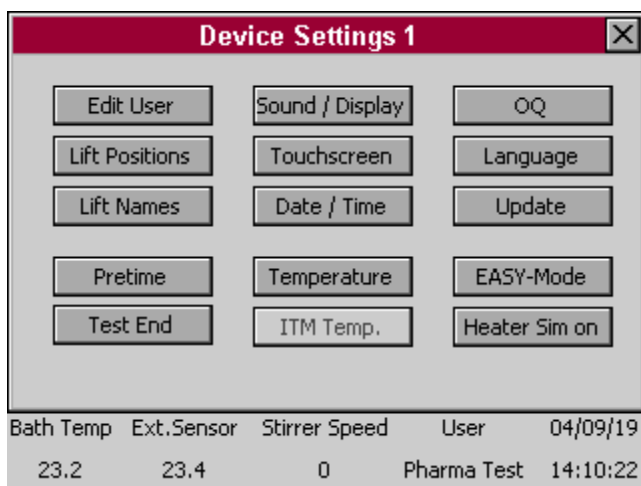 Device Settings 1
Edit User Sound / Display OQ
Lift Positions Touchscreen Language
Lift Names Date / Time Update
Pretime Temperature EASY-Mode
Test End ITM Temp. Heater Sim on
Bath Temp Ext.Sensor Stirrer Speed User 04/09/19
23.2 23.4 0 Pharma Test 14:10:22